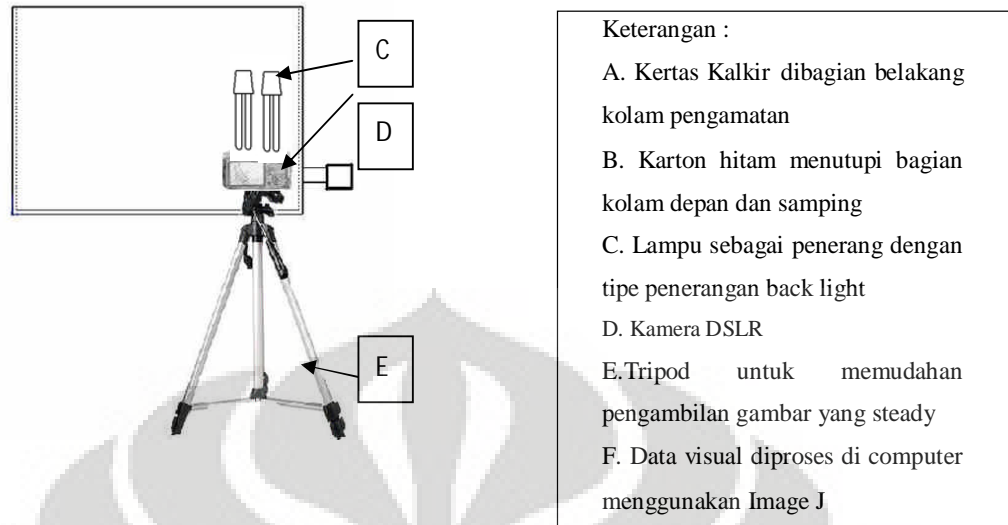 C
D
E
Keterangan :
A. Kertas Kalkir dibagian belakang
kolam pengamatan
B. Karton hitam menutupi bagian
kolam depan dan samping
C. Lampu sebagai penerang dengan
tipe penerangan back light
D. Kamera DSLR
E.Tripod untuk memudahan
pengambilan gambar yang steady
F. Data visual diproses di computer
menggunakan Image J